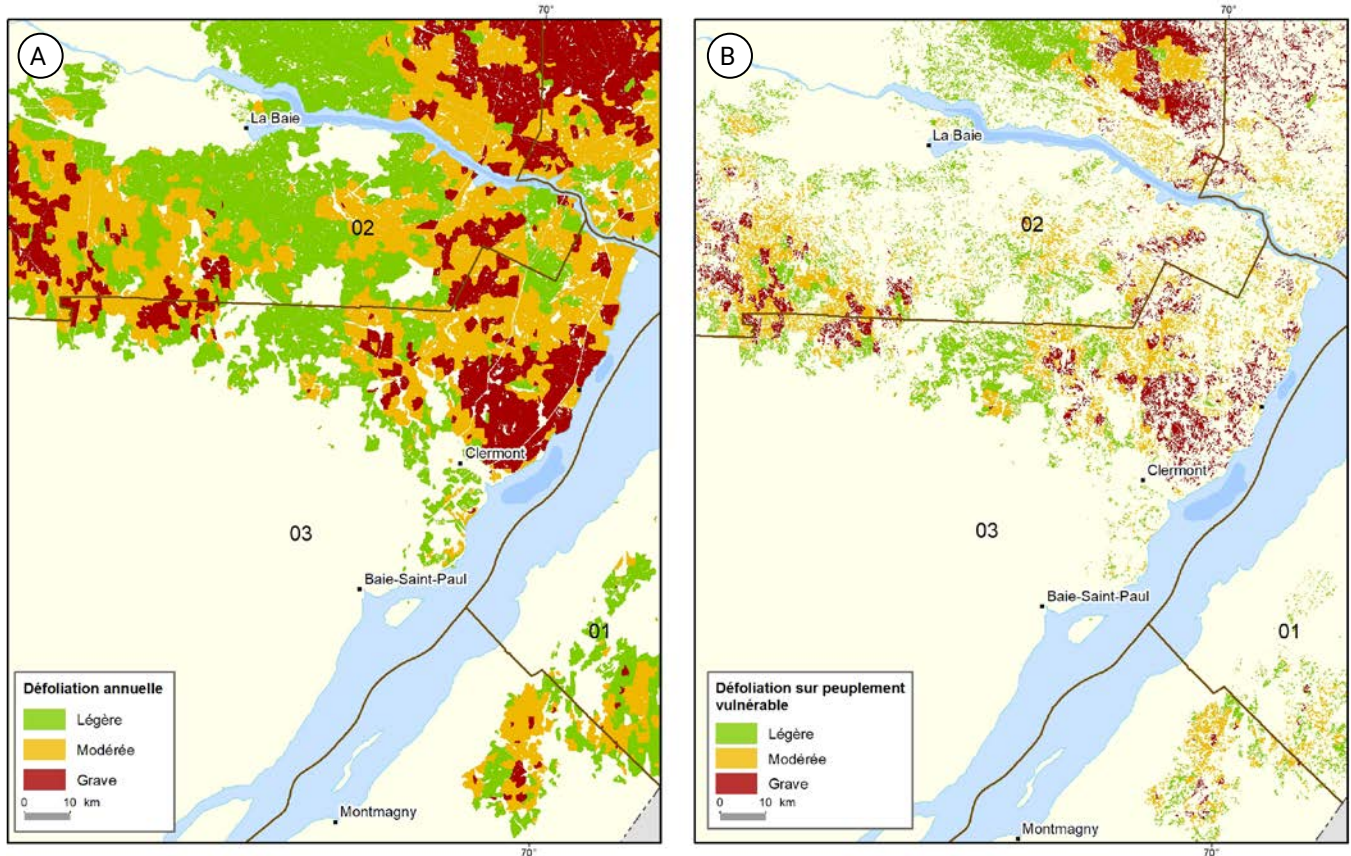 70°
A
La Baie
02
Clermont
03
Baie-Saint-Paul
01
Défoliation annuelle
Légère
Modérée
Grave
0 10 km
Montmagny
70°
70°
B
La Baie
02
Clermont
03
Baie-Saint-Paul
01
Défoliation sur peuplement
vulnérable
Légère
Modérée
Grave
0 10 km
Montmagny
70°